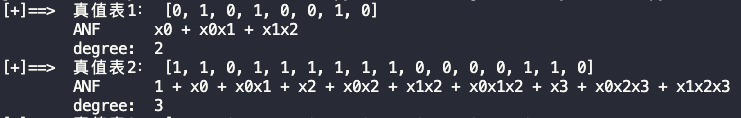 [+]==> 真值表1： [0, 1, 0, 1, 0, 0, 1, 0]
ANF x0 + x0x1 + x1x2
degree: 2
[+]==> 真值表2： [1, 1, 0, 1, 1, 1, 1, 1, 1, 0, 0, 0, 0, 1, 1, 0]
ANF 1 + x0 + x0x1 + x2 + x0x2 + x1x2 + x0x1x2 + x3 + x0x2x3 + x1x2x3
degree: 3